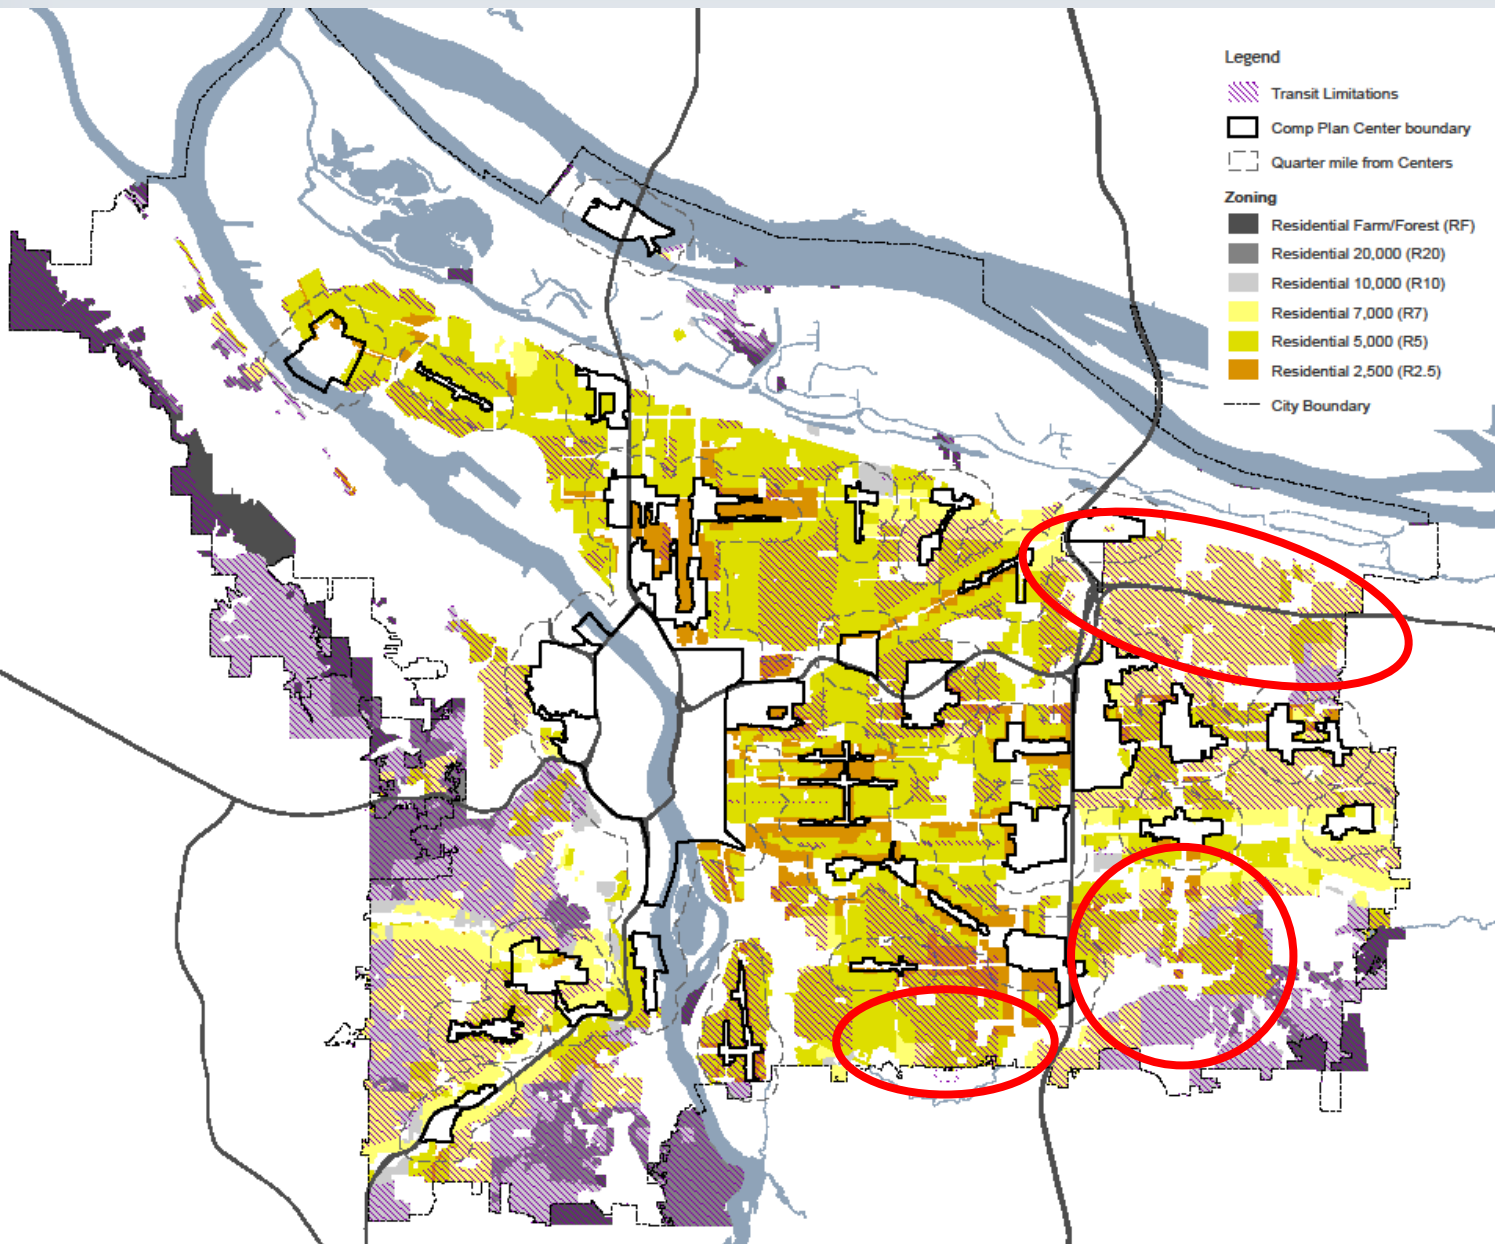 Legend
Transit Limitations
Comp Plan Center boundary
Quarter mile from Centers
Zoning
Residential Farm/Forest (RF)
Residential 20,000 (R20)
Residential 10,000 (R10)
Residential 7,000 (R7)
Residential 5,000 (R5)
Residential 2,500 (R2.5)
City Boundary